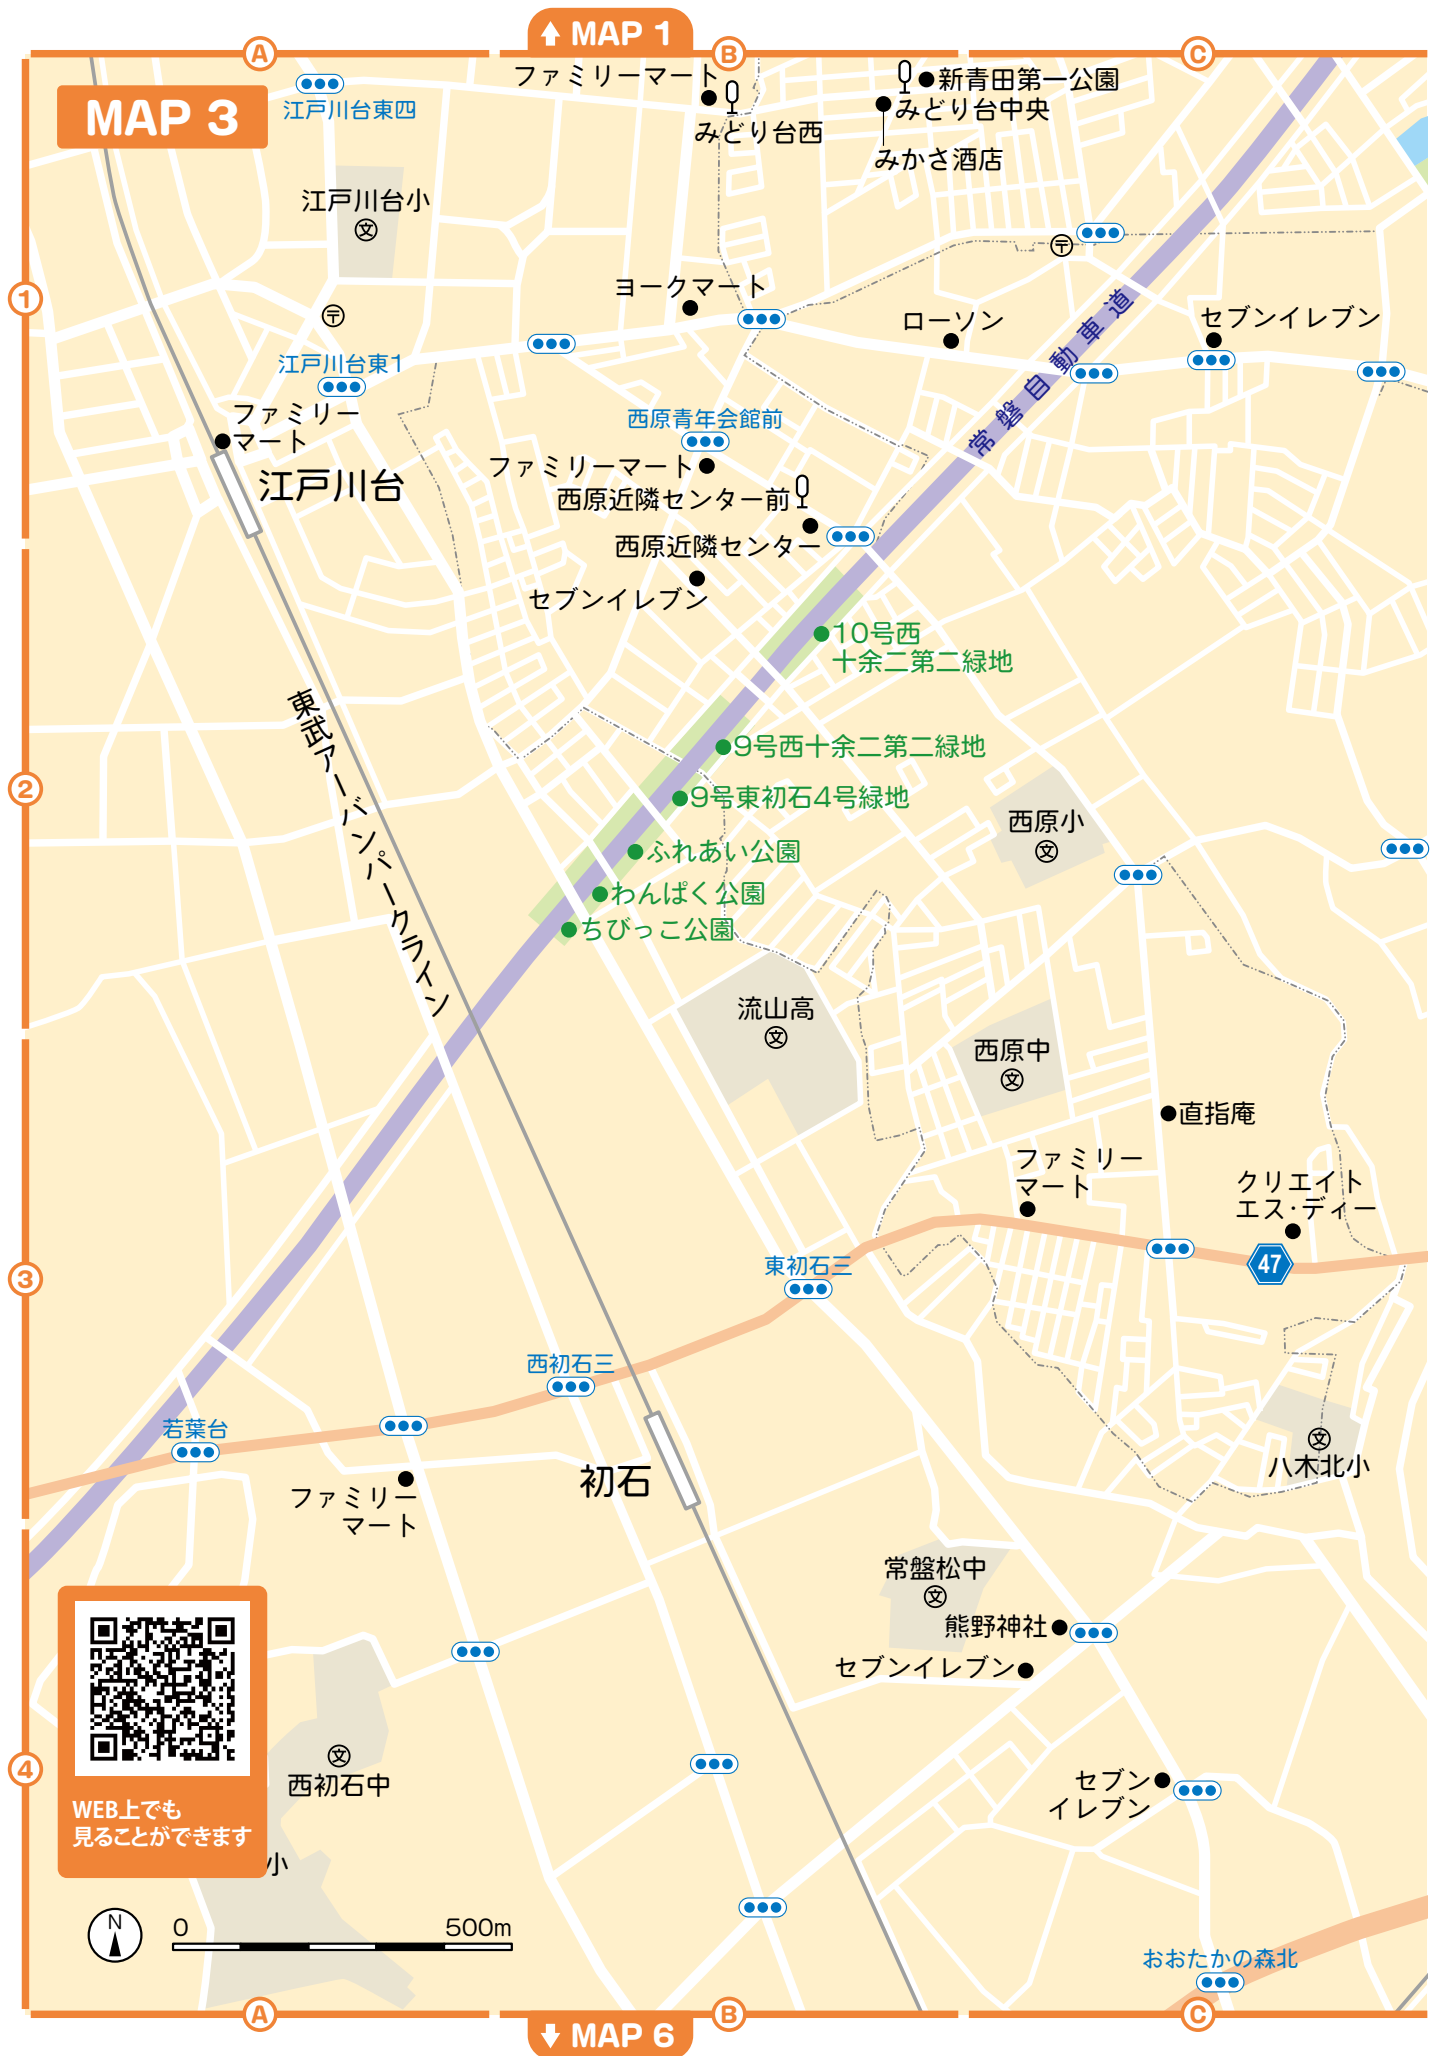 MAP 1
A
B
C
MAP 3
江戸川台東四
ファミリーマート
みどり台西
新青田第一公園
みどり台中央
みかさ酒店
江戸川台小
文
〒
1
ヨークマート
ローソン
セブンイレブン
〒
常磐自動車道
江戸川台東1
ファミリー
マート
江戸川台
西原青年会館前
ファミリーマート
西原近隣センター前
西原近隣センター
セブンイレブン
10号西
十余二第二緑地
東武アーバンパークライン
9号西十余二第二緑地
2
9号東初石4号緑地
西原小
文
ふれあい公園
わんぱく公園
ちびっこ公園
流山高
文
西原中
文
直指庵
ファミリー
マート
クリエイト
エス・ディー
47
3
東初石三
西初石三
若葉台
初石
ファミリー
マート
文
八木北小
常盤松中
文
熊野神社
セブンイレブン
4
文
西初石中
セブン
イレブン
WEB上でも
見ることができます
小
N
0
500m
おおたかの森北
A
B
C
MAP 6